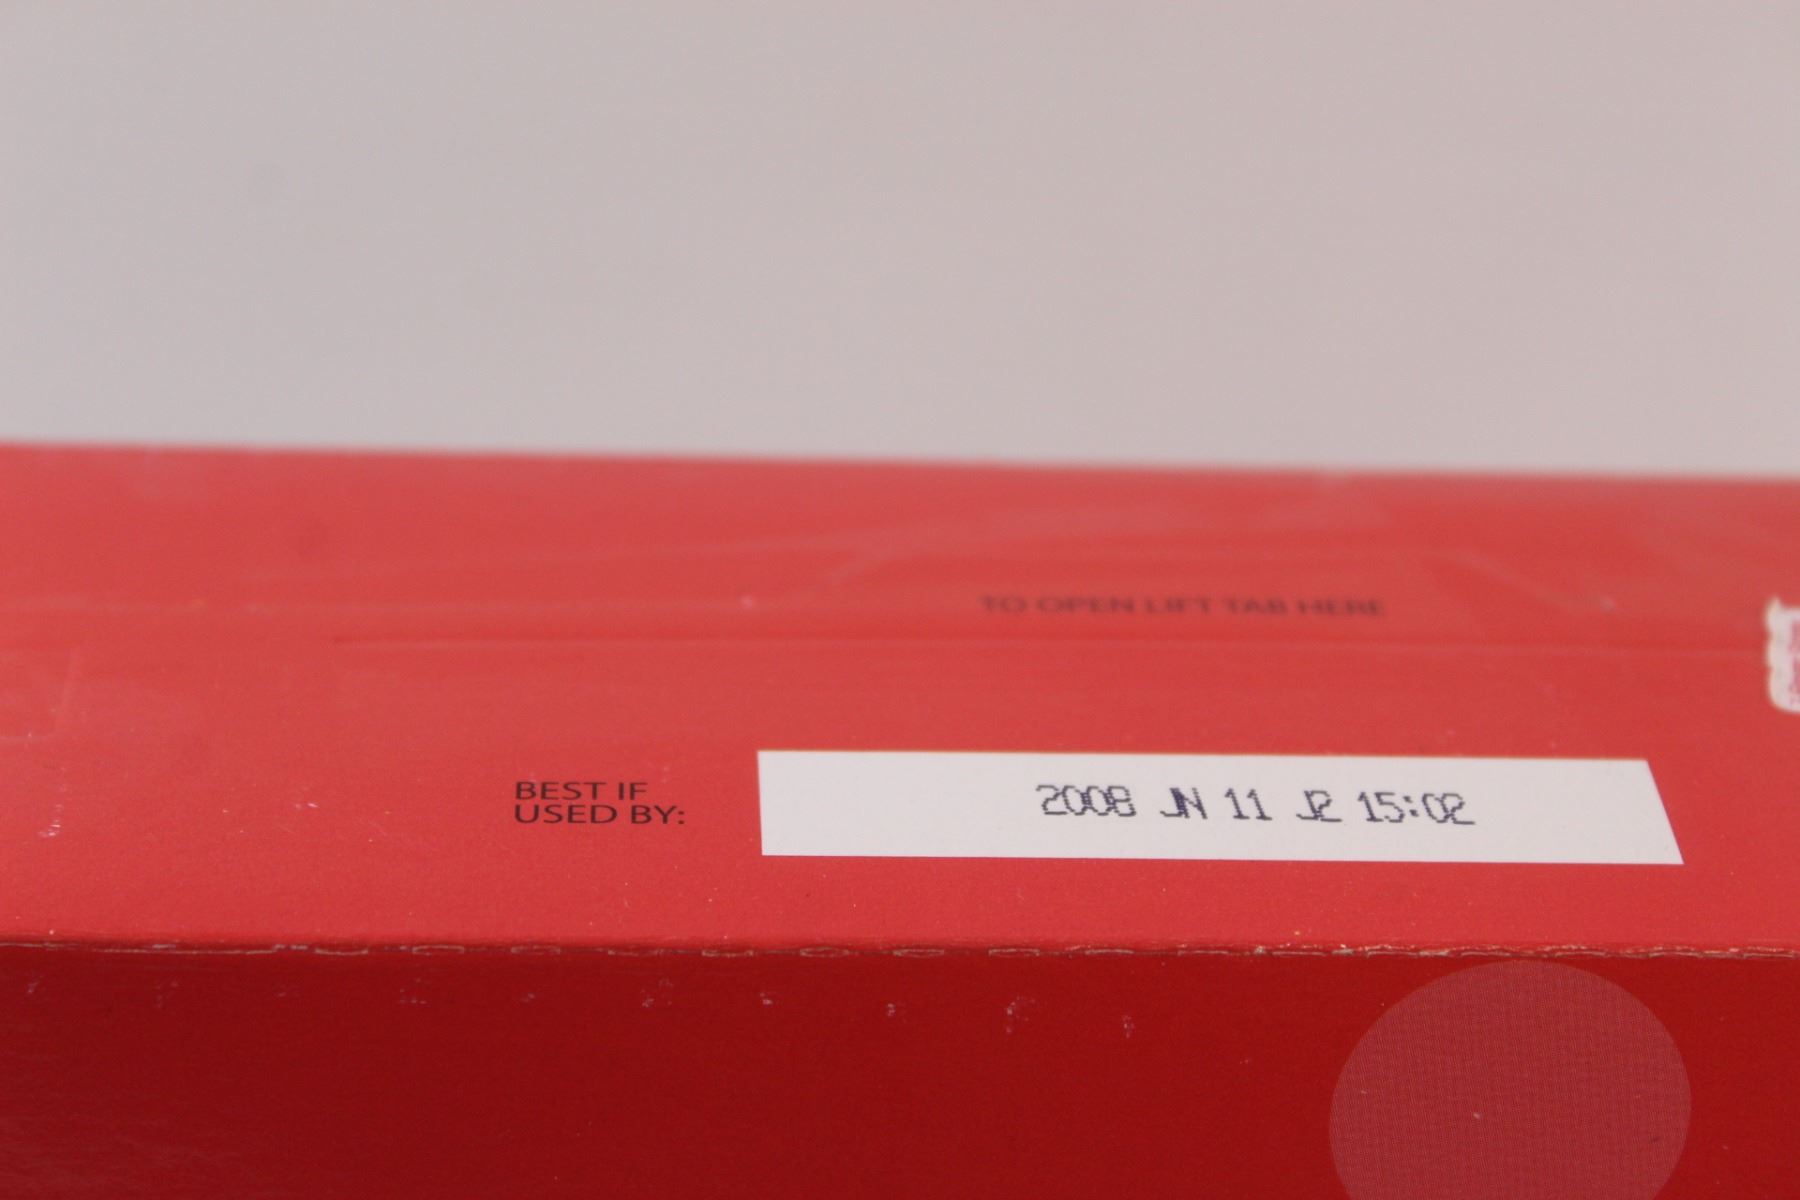 TO OPEN LIFT TAB HERE
BEST IF
USED BY:
2008 JN 11 J2 15:02